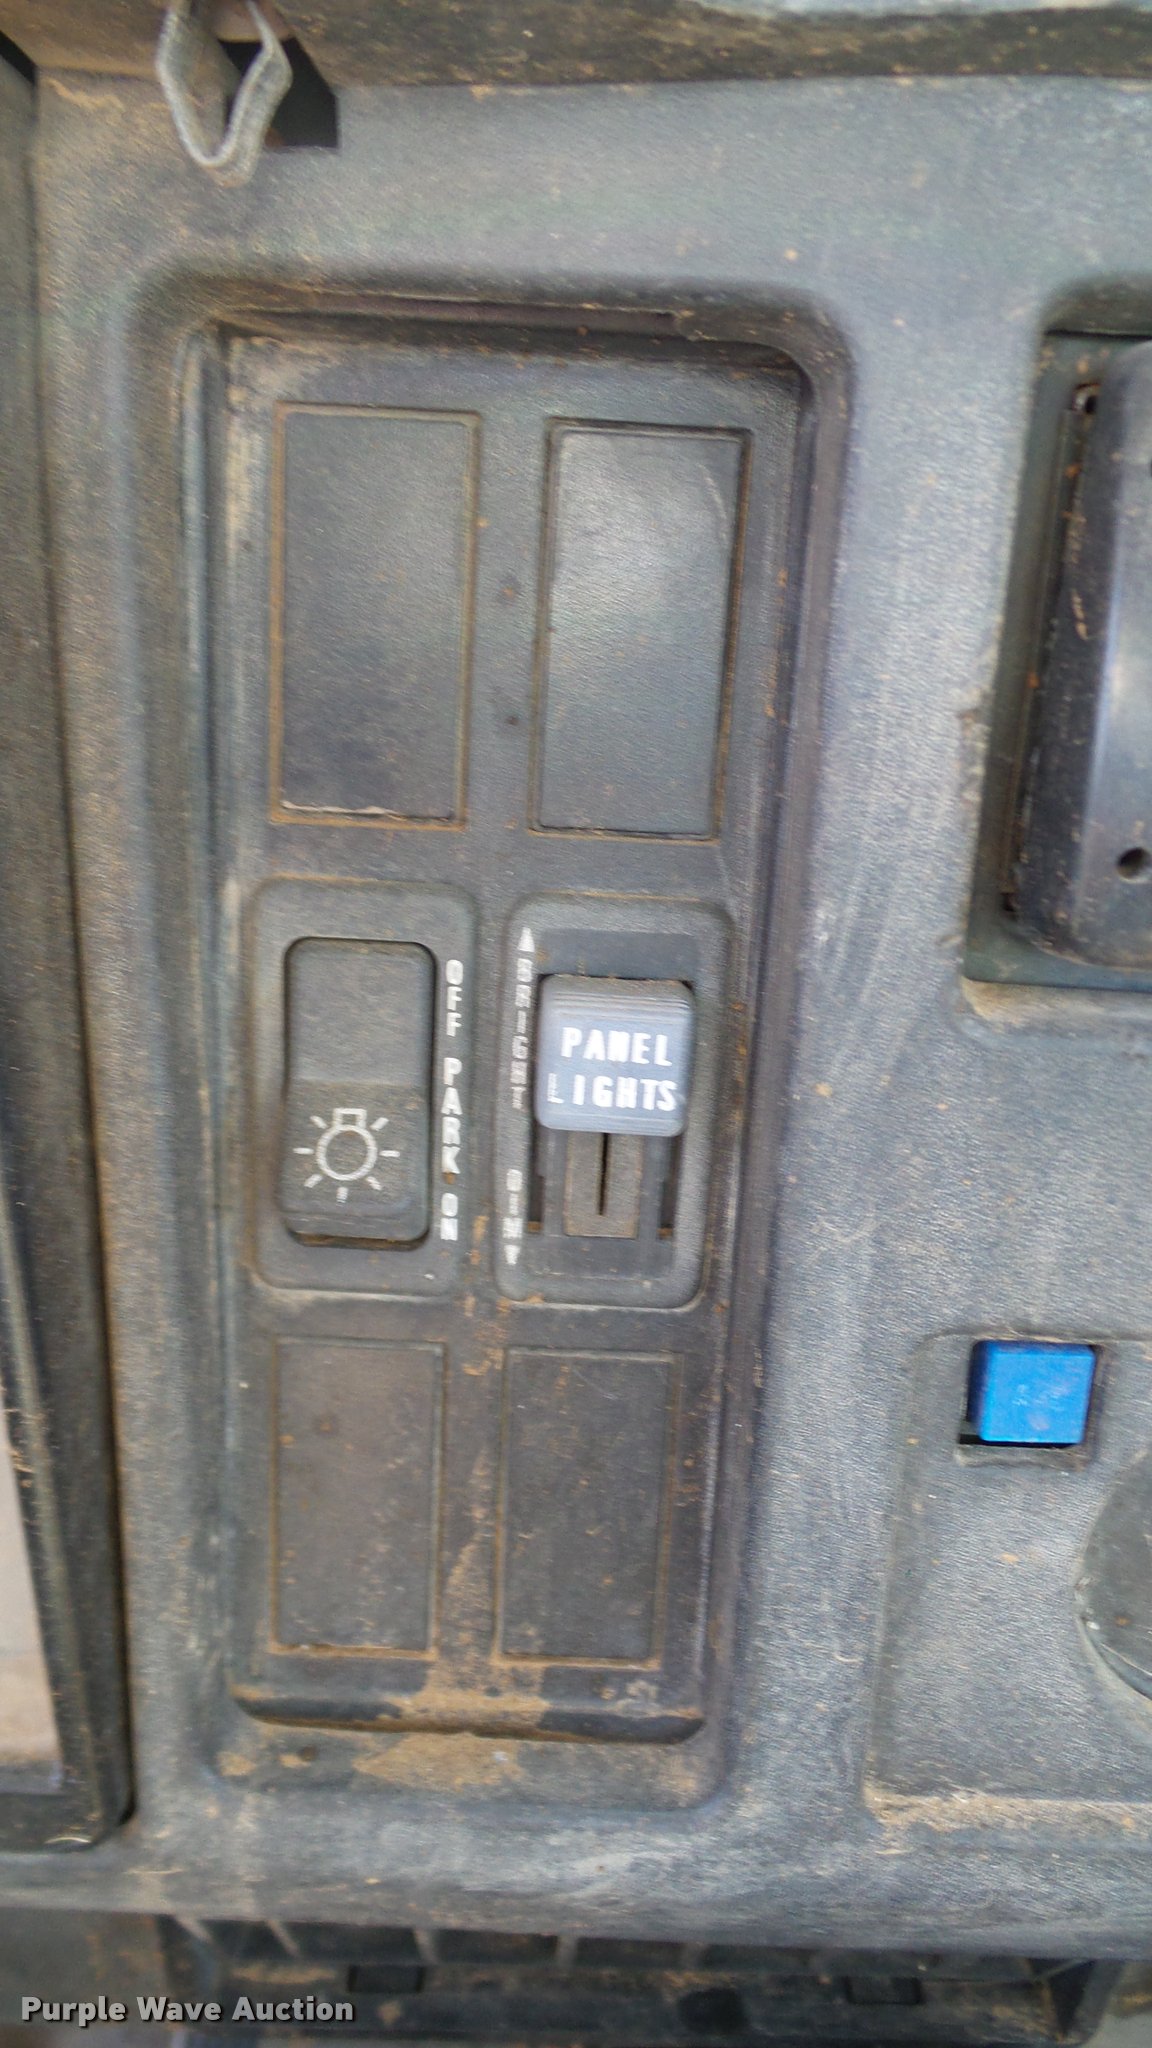 OFF PARK ON
BRIGHT
DIM
PANEL
LIGHTS
Purple Wave Auction